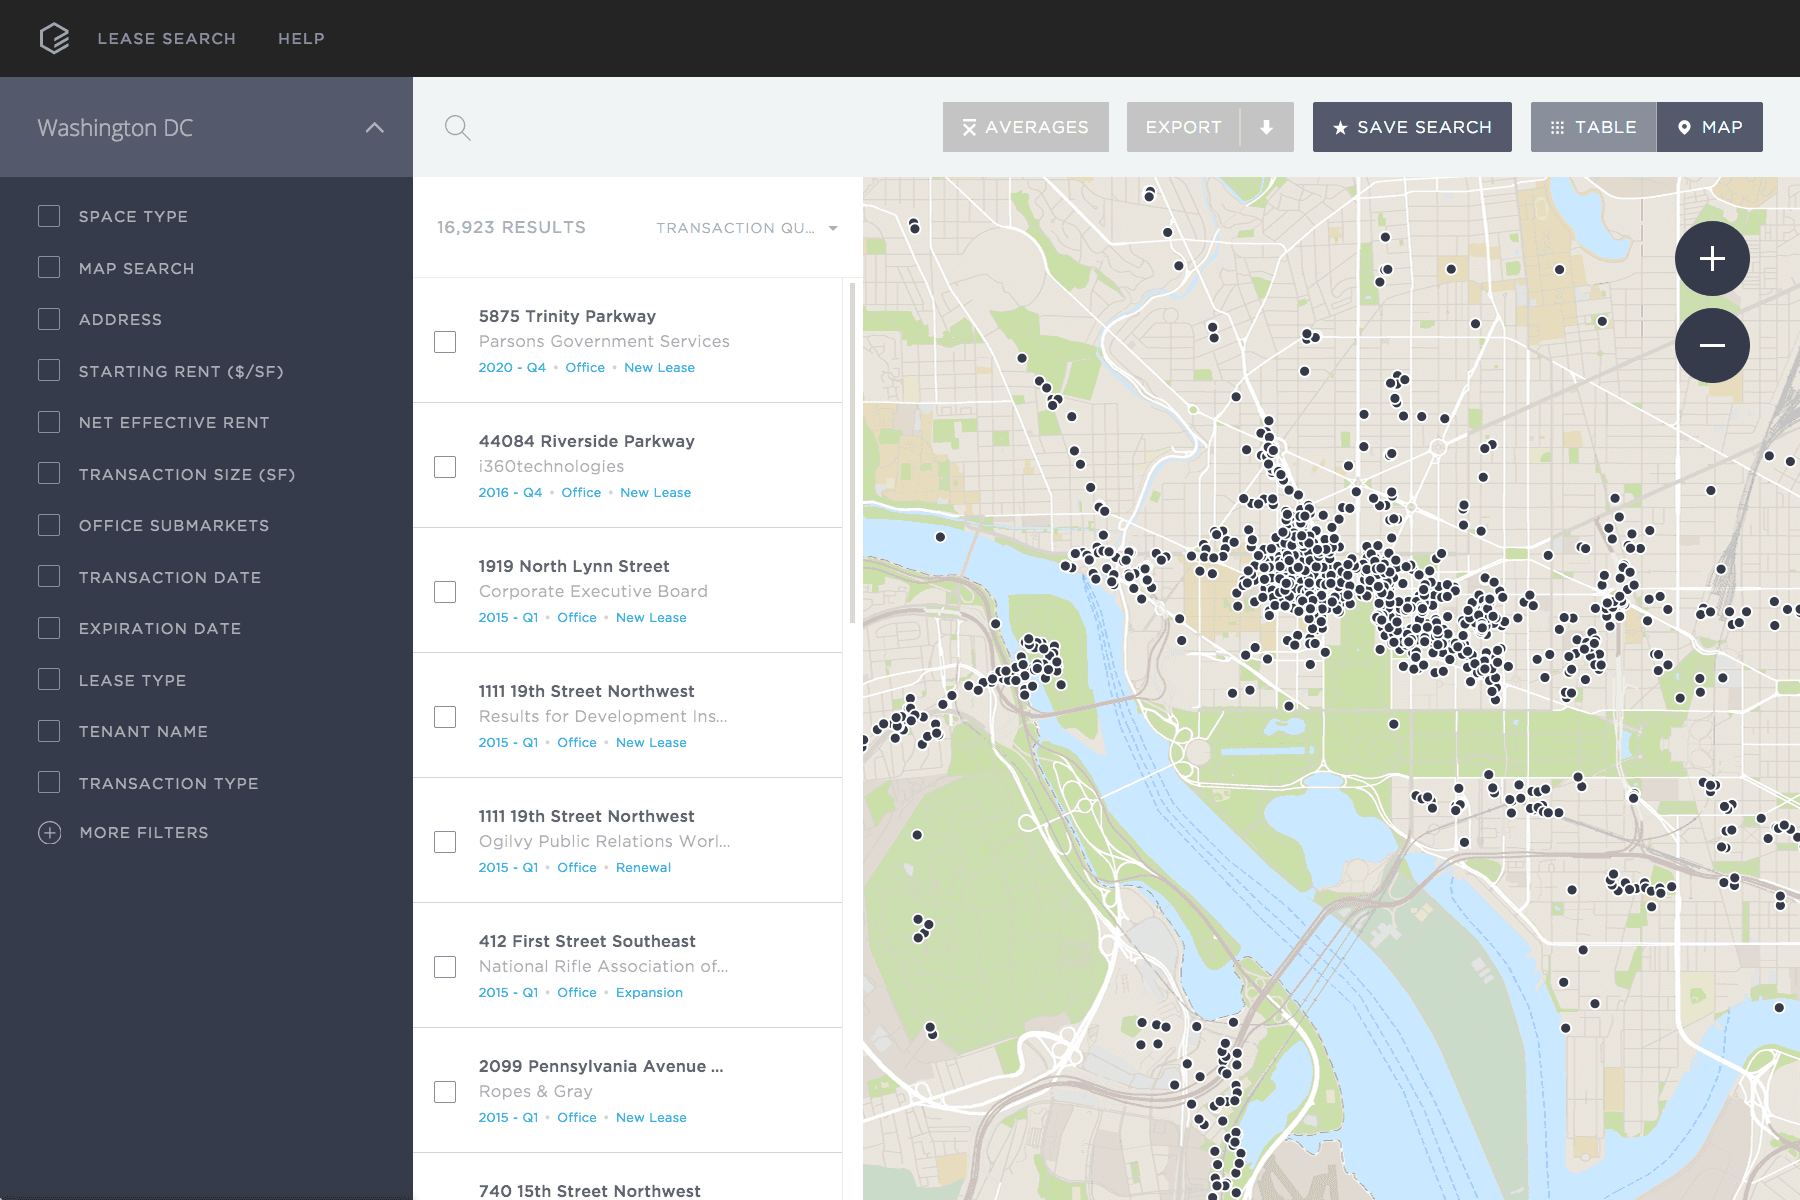 LEASE SEARCH
HELP
Washington DC
AVERAGES
EXPORT
SAVE SEARCH
TABLE
MAP
SPACE TYPE
MAP SEARCH
ADDRESS
STARTING RENT ($/SF)
NET EFFECTIVE RENT
TRANSACTION SIZE (SF)
OFFICE SUBMARKETS
TRANSACTION DATE
EXPIRATION DATE
LEASE TYPE
TENANT NAME
TRANSACTION TYPE
MORE FILTERS
16,923 RESULTS
TRANSACTION QU...
5875 Trinity Parkway
Parsons Government Services
2020 - Q4 • Office • New Lease
44084 Riverside Parkway
i360technologies
2016 - Q4 • Office • New Lease
1919 North Lynn Street
Corporate Executive Board
2015 - Q1 • Office • New Lease
1111 19th Street Northwest
Results for Development Ins...
2015 - Q1 • Office • New Lease
1111 19th Street Northwest
Ogilvy Public Relations Worl...
2015 - Q1 • Office • Renewal
412 First Street Southeast
National Rifle Association of...
2015 - Q1 • Office • Expansion
2099 Pennsylvania Avenue ...
Ropes & Gray
2015 - Q1 • Office • New Lease
740 15th Street Northwest